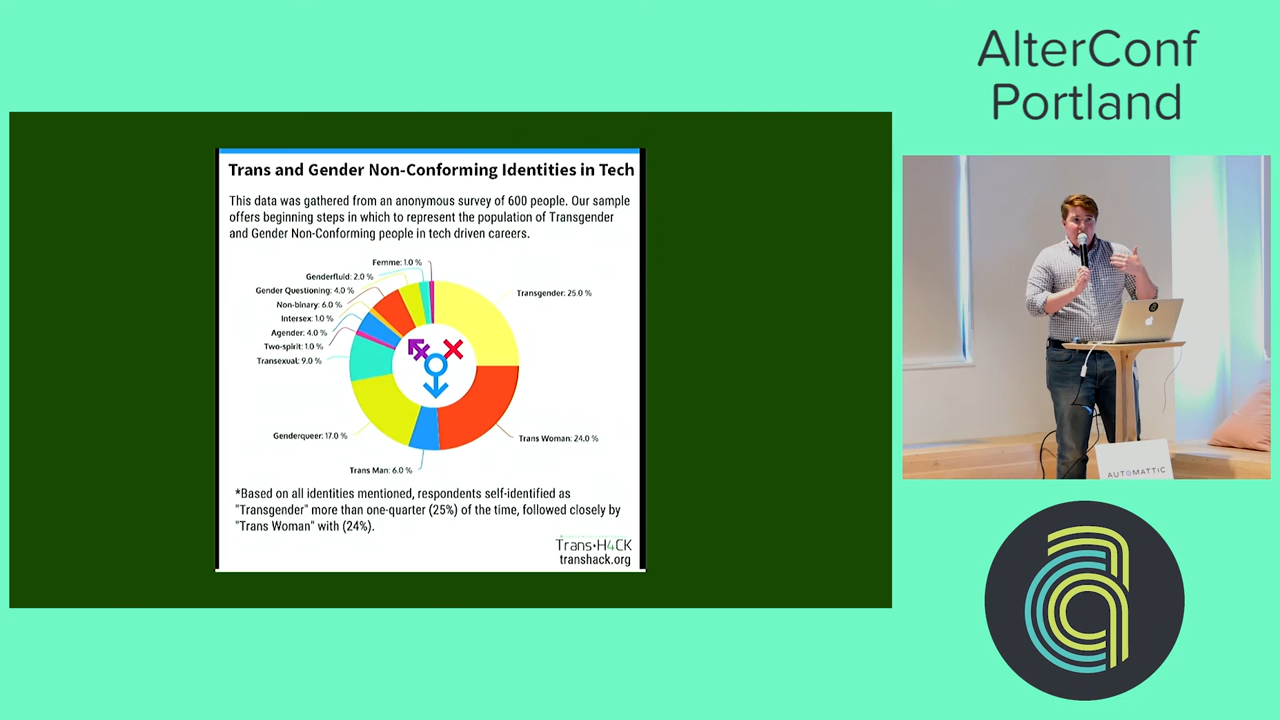 AlterConf
Portland
Trans and Gender Non-Conforming Identities in Tech
This data was gathered from an anonymous survey of 600 people. Our sample
offers beginning steps in which to represent the population of Transgender
and Gender Non-Conforming people in tech driven careers.
Femme: 1.0 %
Genderfluid: 2.0 %
Gender Questioning: 4.0 %
Non-binary: 6.0 %
Intersex: 1.0 %
Agender: 4.0 %
Two-spirit: 1.0 %
Transexual: 9.0 %
Transgender: 25.0 %
Genderqueer: 17.0 %
Trans Woman: 24.0 %
Trans Man: 6.0 %
*Based on all identities mentioned, respondents self-identified as
"Transgender" more than one-quarter (25%) of the time, followed closely by
"Trans Woman" with (24%).
Trans•H4CK
transhack.org
AUTOMATTIC